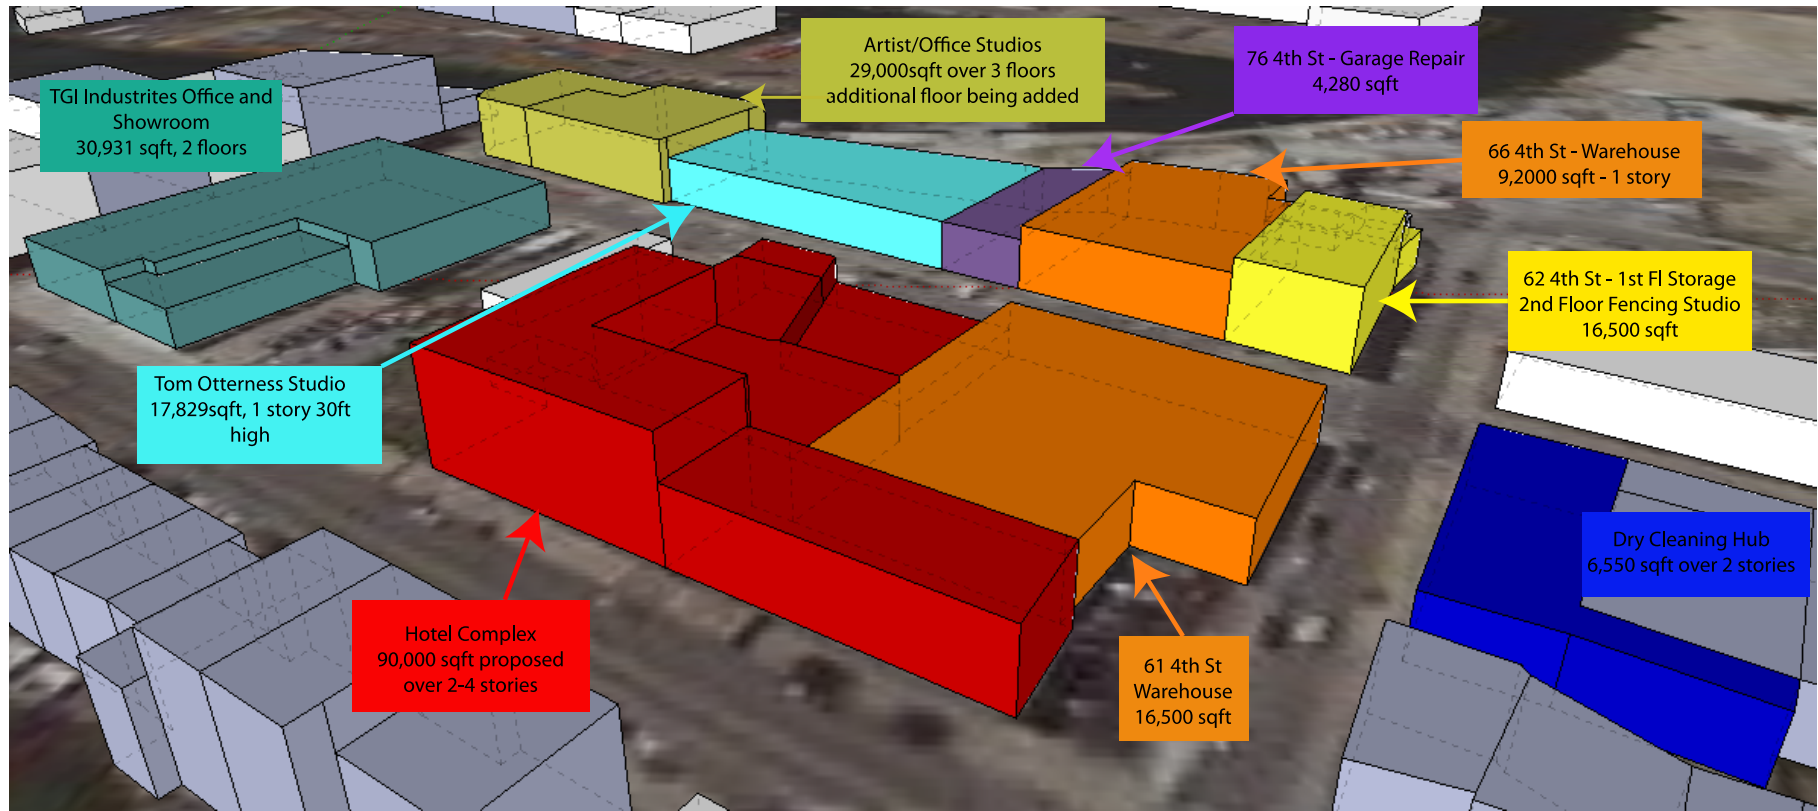 Artist/Office Studios
29,000sqft over 3 floors
additional floor being added
76 4th St - Garage Repair
4,280 sqft
TGI Industrites Office and
Showroom
30,931 sqft, 2 floors
66 4th St - Warehouse
9,2000 sqft - 1 story
62 4th St - 1st Fl Storage
2nd Floor Fencing Studio
16,500 sqft
Tom Otterness Studio
17,829sqft, 1 story 30ft
high
Dry Cleaning Hub
6,550 sqft over 2 stories
Hotel Complex
90,000 sqft proposed
over 2-4 stories
61 4th St
Warehouse
16,500 sqft